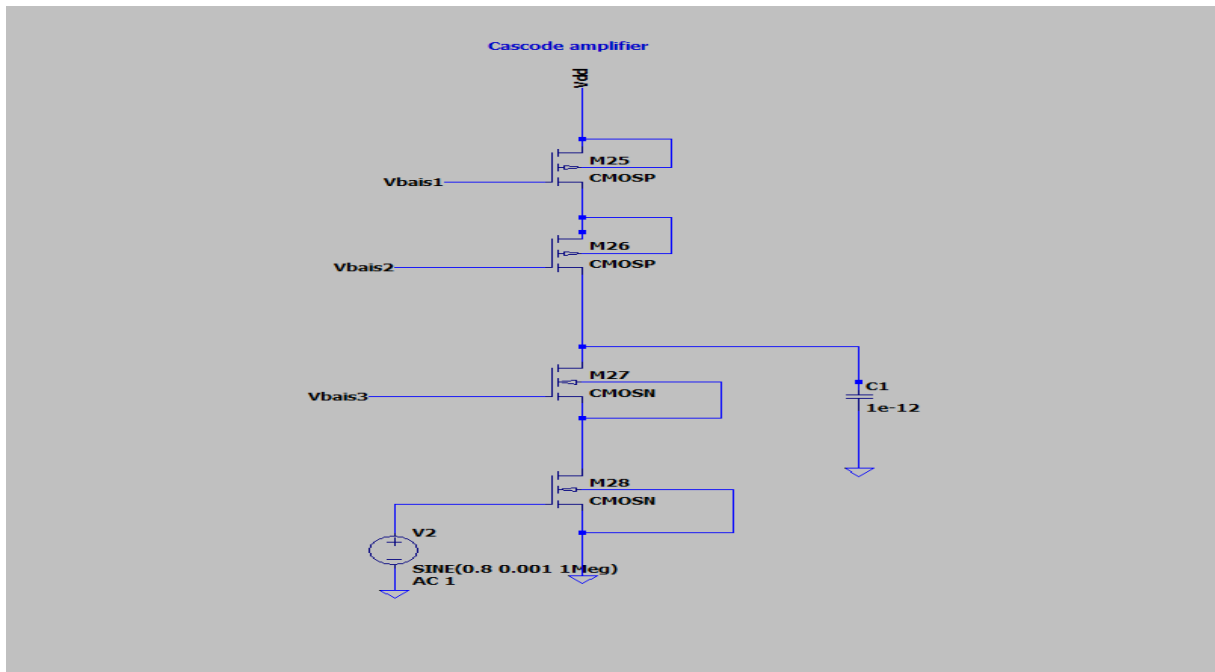 Cascode amplifier
Vdd
M25
CMOSP
Vbais1
M26
CMOSP
Vbais2
M27
CMOSN
Vbais3
C1
1e-12
M28
CMOSN
V2
SINE(0.8 0.001 1Meg)
AC 1